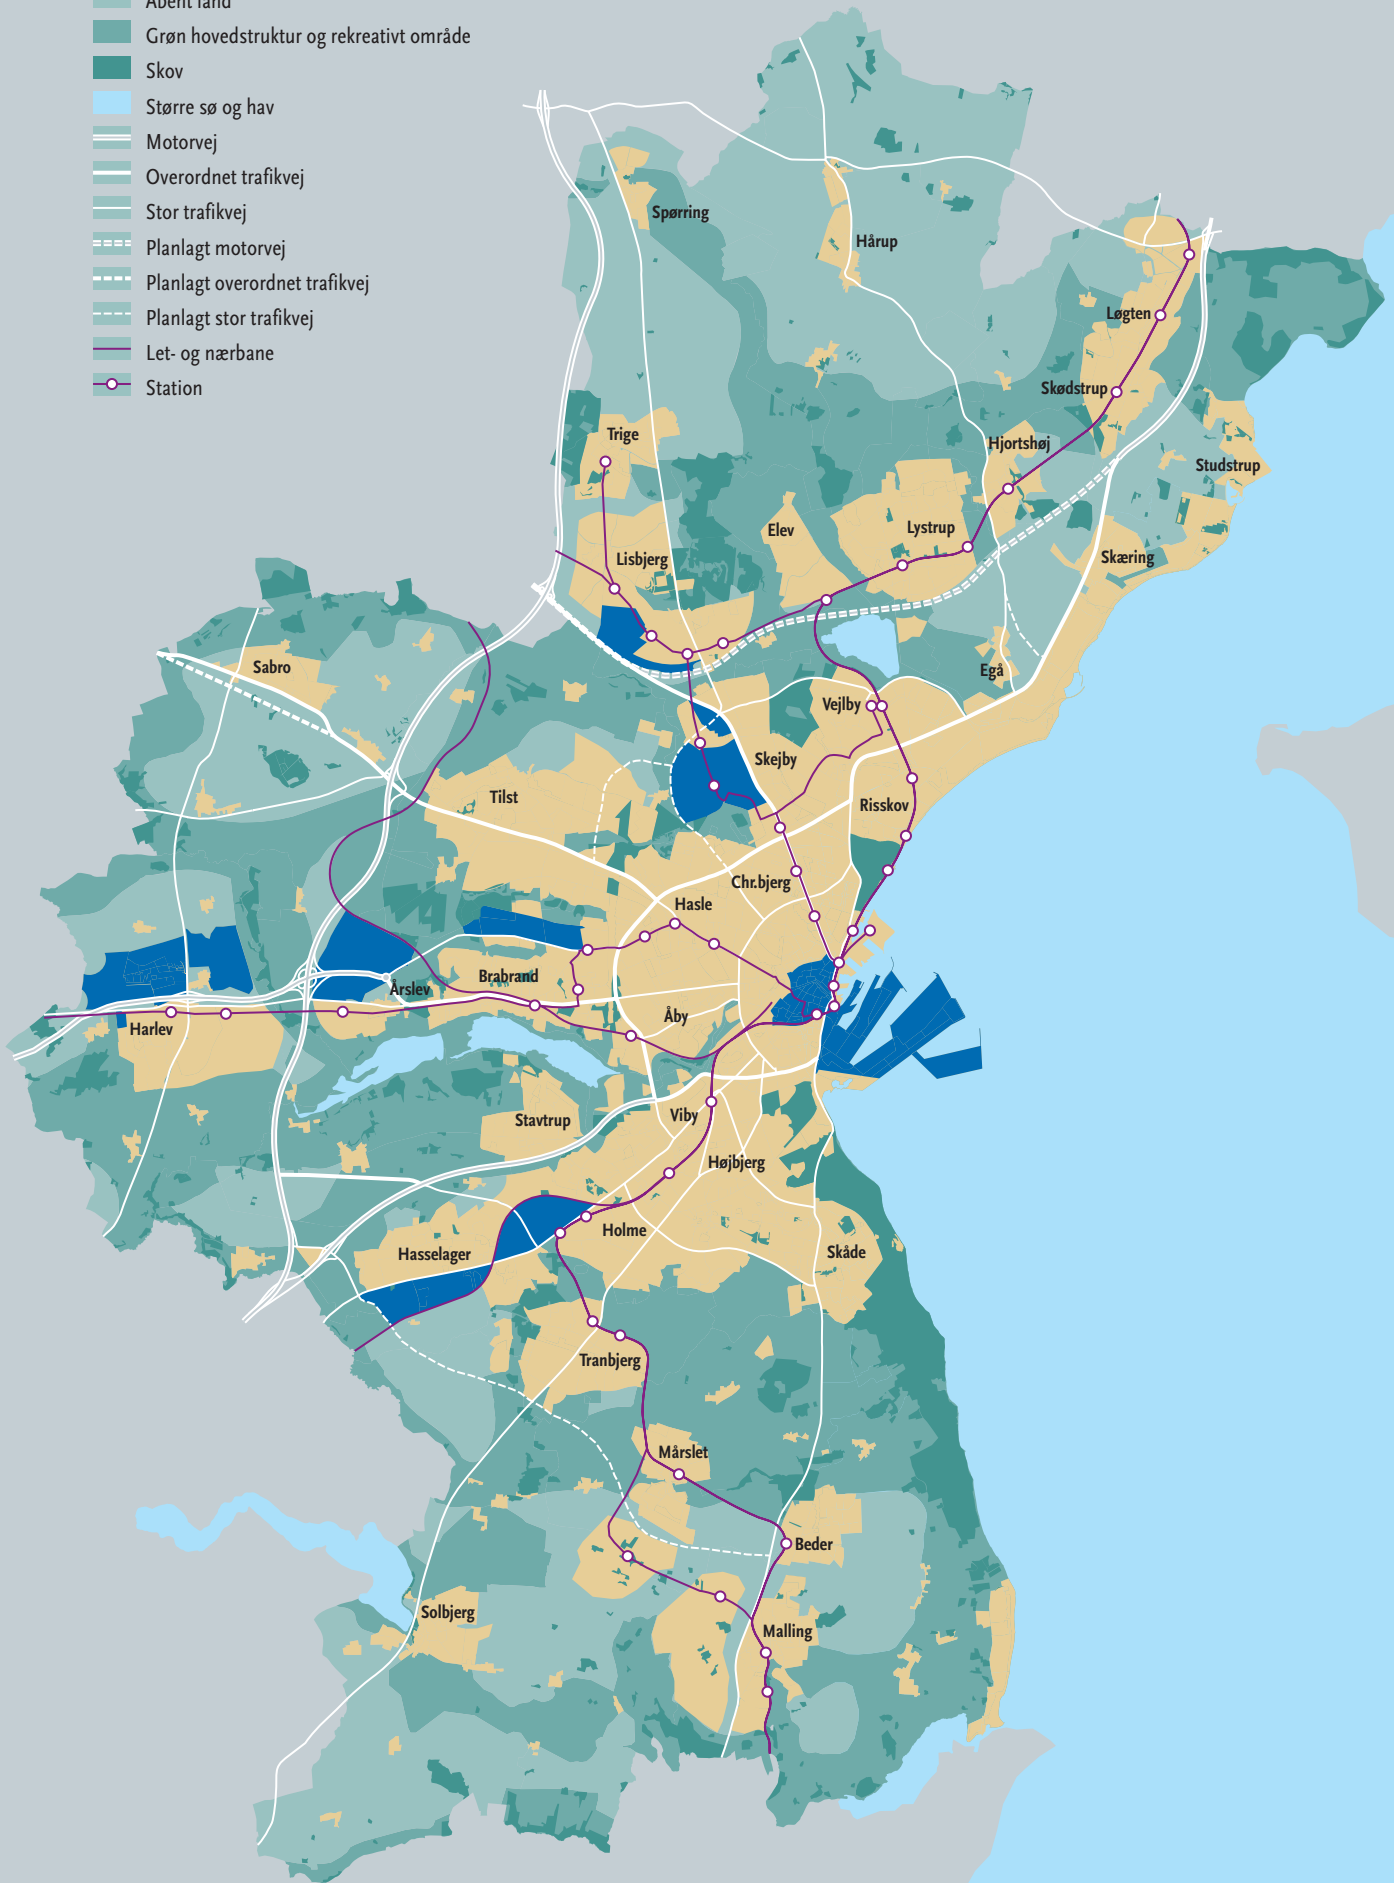 Åbent land
Grøn hovedstruktur og rekreativt område
Skov
Større sø og hav
Motorvej
Overordnet trafikvej
Stor trafikvej
Planlagt motorvej
Planlagt overordnet trafikvej
Planlagt stor trafikvej
Let- og nærbane
Station
Spørring
Hårup
Løgten
Skødstrup
Trige
Hjortshøj
Studstrup
Elev
Lystrup
Lisbjerg
Skæring
Sabro
Egå
Vejlby
Skejby
Tilst
Risskov
Chr.bjerg
Hasle
Brabrand
Årslev
Åby
Harlev
Viby
Stavtrup
Højbjerg
Holme
Hasselager
Skåde
Tranbjerg
Mårslet
Beder
Solbjerg
Malling